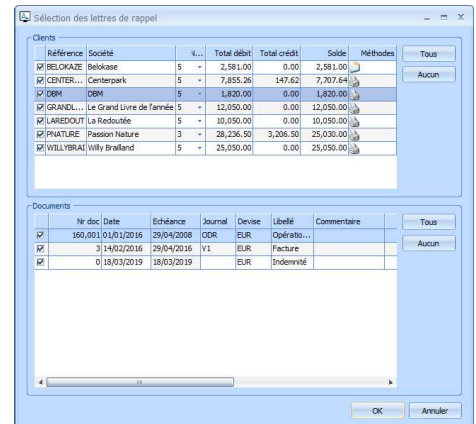 Sélection des lettres de rappel
Clients
Référence Société Total débit Total crédit Solde Méthodes
BELOKAZE Belokase 5 2,581.00 0.00 2,581.00
CENTER... Centerpark 5 7,855.26 147.62 7,707.64
DBM DBM 5 1,820.00 0.00 1,820.00
GRANDL... Le Grand Livre de l'année 5 12,050.00 0.00 12,050.00
LAREDOUT La Redoutée 5 10,050.00 0.00 10,050.00
PNATURE Passion Nature 3 28,236.50 3,206.50 25,030.00
WILLYBRAI Willy Brailland 5 25,050.00 0.00 25,050.00
Tous
Aucun
Documents
Nr doc Date Echéance Journal Devise Libellé Commentaire
160,001 01/01/2016 29/04/2008 ODR EUR Opératio...
3 14/02/2016 29/04/2016 V1 EUR Facture
0 18/03/2019 18/03/2019 EUR Indemnité
Tous
Aucun
OK Annuler